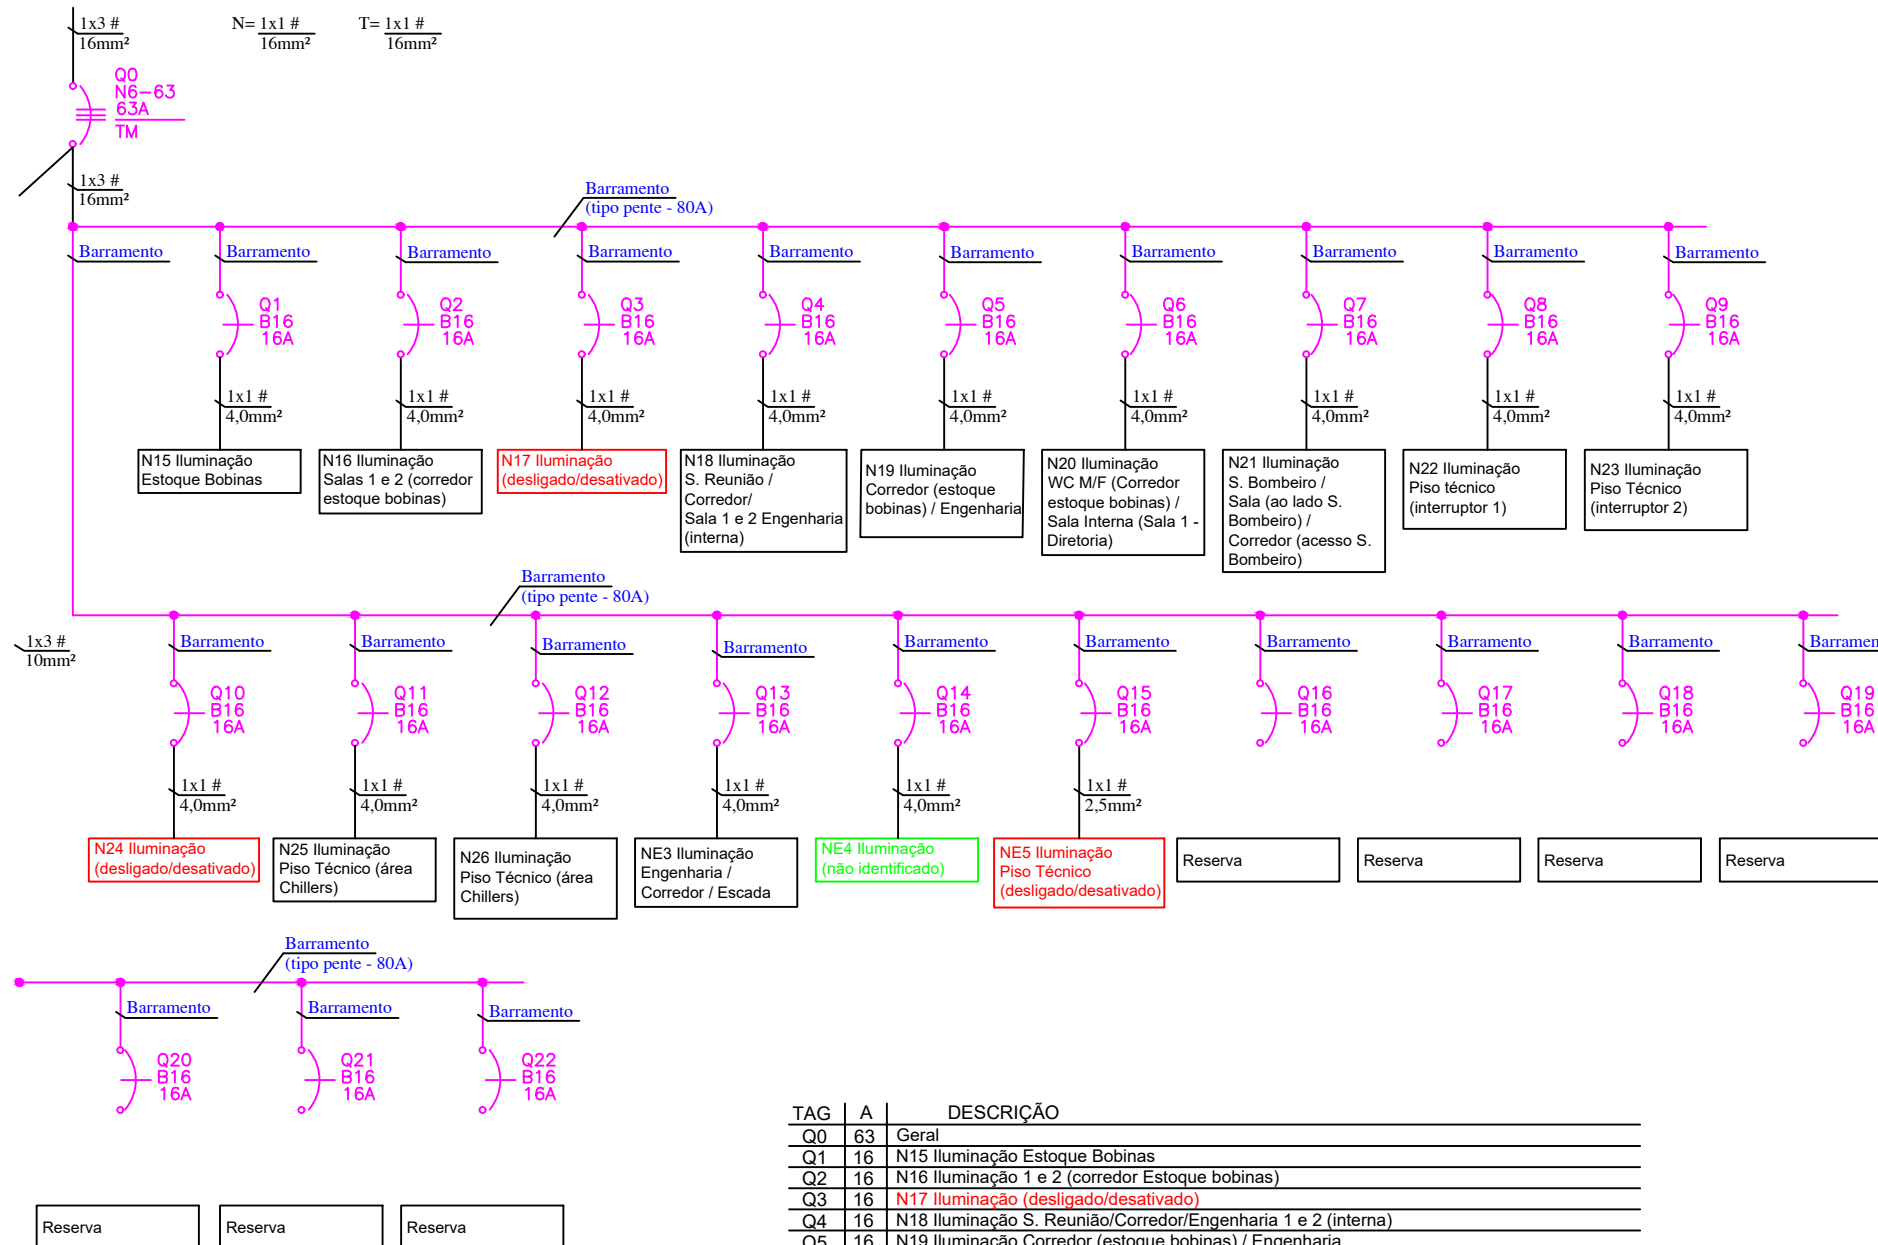 1x3 #
16mm²
N= 1x1 #
16mm²
T= 1x1 #
16mm²
Q0
N6-63
63A
TM
1x3 #
16mm²
Barramento
(tipo pente - 80A)
Barramento
Barramento
Barramento
Barramento
Barramento
Barramento
Barramento
Barramento
Barramento
Barramento
Q1
B16
16A
Q2
B16
16A
Q3
B16
16A
Q4
B16
16A
Q5
B16
16A
Q6
B16
16A
Q7
B16
16A
Q8
B16
16A
Q9
B16
16A
1x1 #
4,0mm²
1x1 #
4,0mm²
1x1 #
4,0mm²
1x1 #
4,0mm²
1x1 #
4,0mm²
1x1 #
4,0mm²
1x1 #
4,0mm²
1x1 #
4,0mm²
1x1 #
4,0mm²
N15 Iluminação
Estoque Bobinas
N16 Iluminação
Salas 1 e 2 (corredor
estoque bobinas)
N17 Iluminação
(desligado/desativado)
N18 Iluminação
S. Reunião /
Corredor/
Sala 1 e 2 Engenharia
(interna)
N19 Iluminação
Corredor (estoque
bobinas) / Engenharia
N20 Iluminação
WC M/F (Corredor
estoque bobinas) /
Sala Interna (Sala 1 -
Diretoria)
N21 Iluminação
S. Bombeiro /
Sala (ao lado S.
Bombeiro) /
Corredor (acesso S.
Bombeiro)
N22 Iluminação
Piso técnico
(interruptor 1)
N23 Iluminação
Piso Técnico
(interruptor 2)
Barramento
(tipo pente - 80A)
1x3 #
10mm²
Barramento
Barramento
Barramento
Barramento
Barramento
Barramento
Barramento
Barramento
Barramento
Barramen
Q10
B16
16A
Q11
B16
16A
Q12
B16
16A
Q13
B16
16A
Q14
B16
16A
Q15
B16
16A
Q16
B16
16A
Q17
B16
16A
Q18
B16
16A
Q19
B16
16A
1x1 #
4,0mm²
1x1 #
4,0mm²
1x1 #
4,0mm²
1x1 #
4,0mm²
1x1 #
4,0mm²
1x1 #
2,5mm²
N24 Iluminação
(desligado/desativado)
N25 Iluminação
Piso Técnico (área
Chillers)
N26 Iluminação
Piso Técnico (área
Chillers)
NE3 Iluminação
Engenharia /
Corredor / Escada
NE4 Iluminação
(não identificado)
NE5 Iluminação
Piso Técnico
(desligado/desativado)
Reserva
Reserva
Reserva
Reserva
Barramento
(tipo pente - 80A)
Barramento
Barramento
Barramento
Q20
B16
16A
Q21
B16
16A
Q22
B16
16A
Reserva
Reserva
Reserva
TAG A DESCRIÇÃO
Q0 63 Geral
Q1 16 N15 Iluminação Estoque Bobinas
Q2 16 N16 Iluminação 1 e 2 (corredor Estoque bobinas)
Q3 16 N17 Iluminação (desligado/desativado)
Q4 16 N18 Iluminação S. Reunião/Corredor/Engenharia 1 e 2 (interna)
Q5 16 N19 Iluminação Corredor (estoque bobinas) / Engenharia